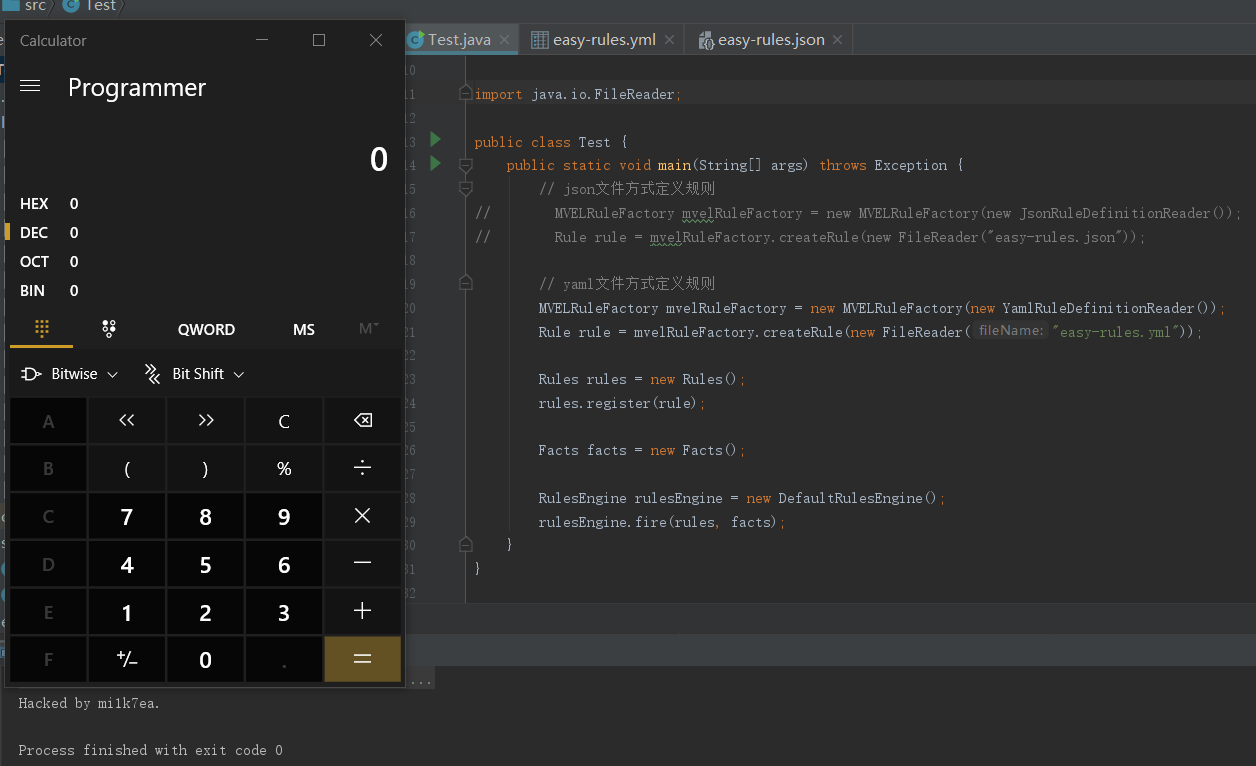 src
Test
Calculator
Programmer
0
HEX 0
DEC 0
OCT 0
BIN 0
QWORD MS M
Bitwise Bit Shift
A << >> C
B ( ) % ÷
C 7 8 9 ×
D 4 5 6 −
E 1 2 3 +
F +/− 0 . =
Test.java easy-rules.yml easy-rules.json
10
11 import java.io.FileReader;
12
13 public class Test {
14 public static void main(String[] args) throws Exception {
15 // json文件方式定义规则
16 // MVELRuleFactory mvelRuleFactory = new MVELRuleFactory(new JsonRuleDefinitionReader());
17 // Rule rule = mvelRuleFactory.createRule(new FileReader("easy-rules.json"));
18
19 // yaml文件方式定义规则
20 MVELRuleFactory mvelRuleFactory = new MVELRuleFactory(new YamlRuleDefinitionReader());
21 Rule rule = mvelRuleFactory.createRule(new FileReader( fileName: "easy-rules.yml"));
22
23 Rules rules = new Rules();
24 rules.register(rule);
25
26 Facts facts = new Facts();
27
28 RulesEngine rulesEngine = new DefaultRulesEngine();
29 rulesEngine.fire(rules, facts);
30 }
31 }
32
...
Hacked by mi1k7ea.
Process finished with exit code 0